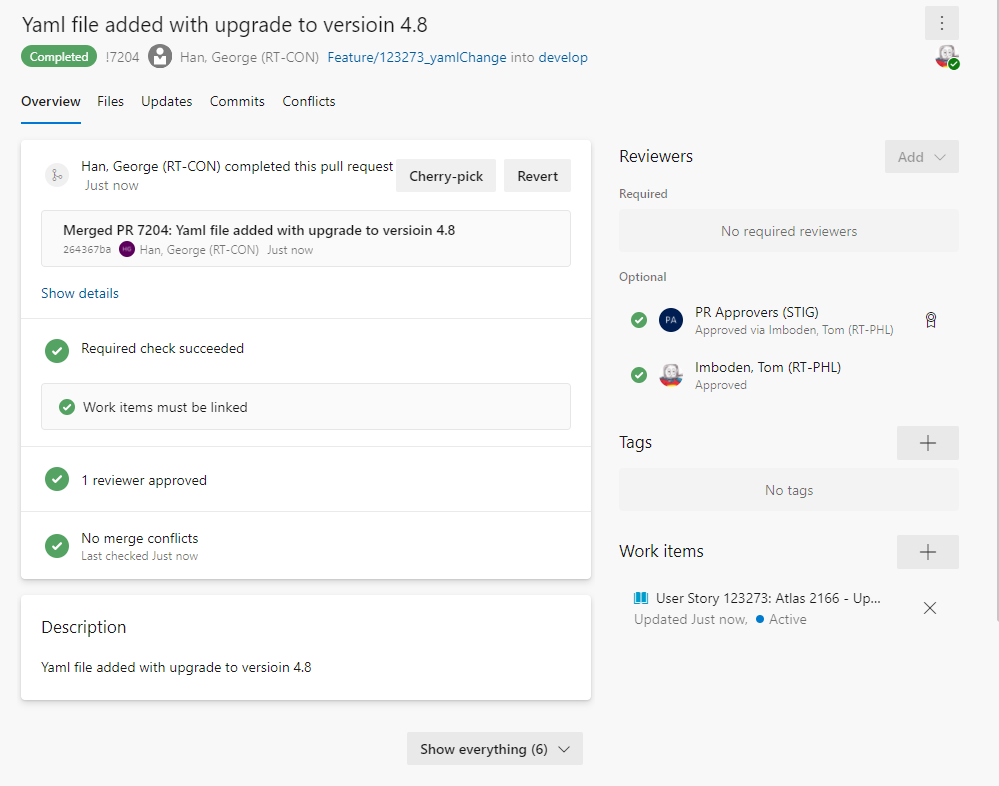 Yaml file added with upgrade to versioin 4.8
Completed !7204 Han, George (RT-CON) Feature/123273_yamlChange into develop
Overview Files Updates Commits Conflicts
Han, George (RT-CON) completed this pull request
Just now
Cherry-pick Revert
Merged PR 7204: Yaml file added with upgrade to versioin 4.8
264367ba HG Han, George (RT-CON) Just now
Show details
Required check succeeded
Work items must be linked
1 reviewer approved
No merge conflicts
Last checked Just now
Description
Yaml file added with upgrade to versioin 4.8
Show everything (6)
Reviewers Add
Required
No required reviewers
Optional
PA PR Approvers (STIG)
Approved via Imboden, Tom (RT-PHL)
Imboden, Tom (RT-PHL)
Approved
Tags
No tags
Work items
User Story 123273: Atlas 2166 - Up...
Updated Just now, Active